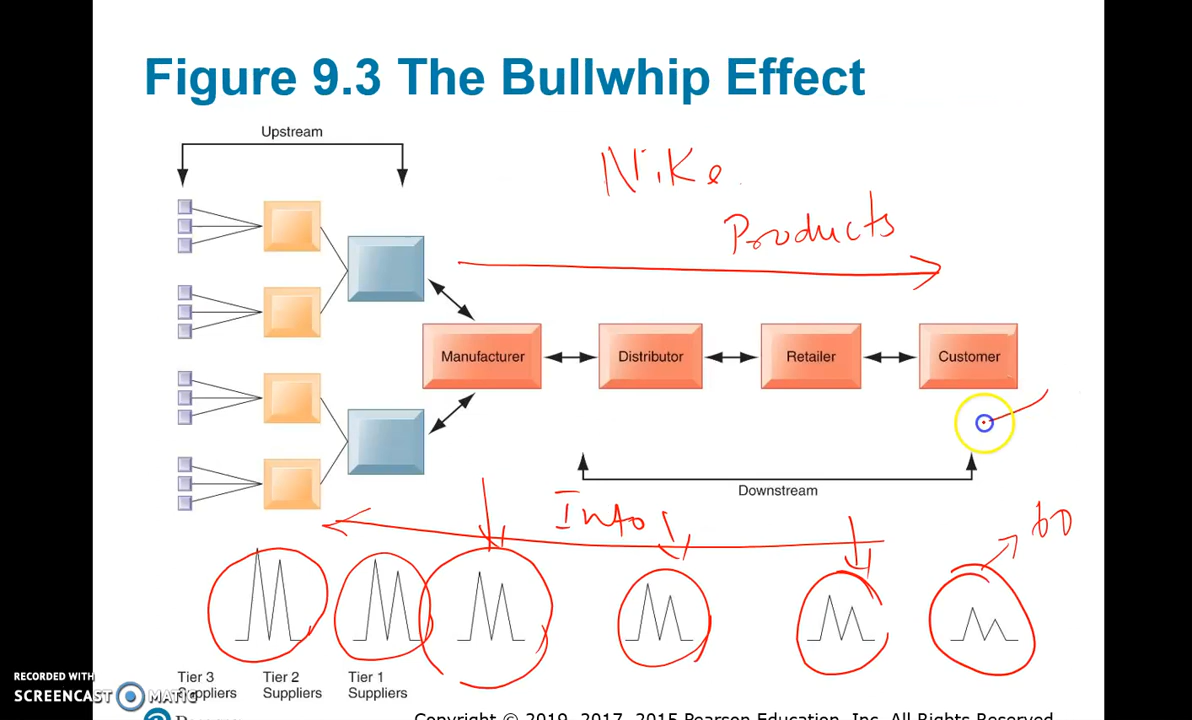 Figure 9.3 The Bullwhip Effect
Upstream
Nike
Products
Manufacturer
Distributor
Retailer
Customer
Downstream
Info
60
Tier 3
Suppliers
Tier 2
Suppliers
Tier 1
Suppliers
RECORDED WITH
SCREENCAST MATIC
Copyright © 2019, 2017, 2015 Pearson Education, Inc. All Rights Reserved